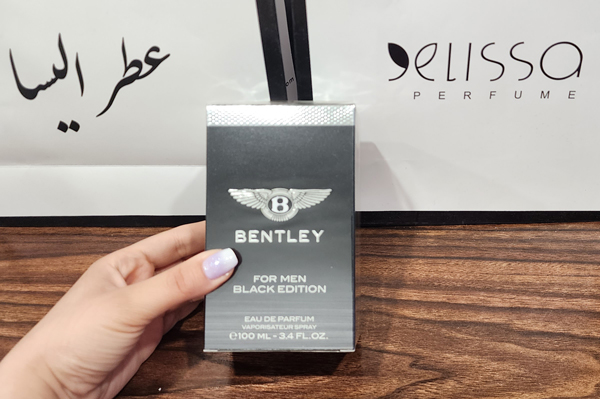 عطر اليسا
elissa
PERFUME
B
BENTLEY
FOR MEN
BLACK EDITION
EAU DE PARFUM
VAPORISATEUR SPRAY
℮100 ML - 3.4 FL.OZ.